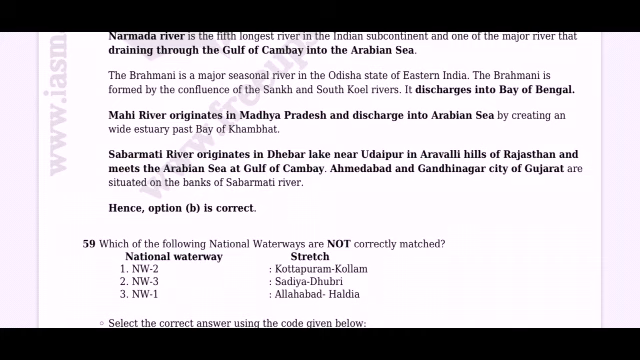 Narmada river is the fifth longest river in the Indian subcontinent and one of the major river that
draining through the Gulf of Cambay into the Arabian Sea.
The Brahmani is a major seasonal river in the Odisha state of Eastern India. The Brahmani is
formed by the confluence of the Sankh and South Koel rivers. It discharges into Bay of Bengal.
Mahi River originates in Madhya Pradesh and discharge into Arabian Sea by creating an
wide estuary past Bay of Khambhat.
Sabarmati River originates in Dhebar lake near Udaipur in Aravalli hills of Rajasthan and
meets the Arabian Sea at Gulf of Cambay. Ahmedabad and Gandhinagar city of Gujarat are
situated on the banks of Sabarmati river.
Hence, option (b) is correct.
59 Which of the following National Waterways are NOT correctly matched?
National waterway Stretch
1. NW-2 : Kottapuram-Kollam
2. NW-3 : Sadiya-Dhubri
3. NW-1 : Allahabad- Haldia
◦ Select the correct answer using the code given below:
www.iasm